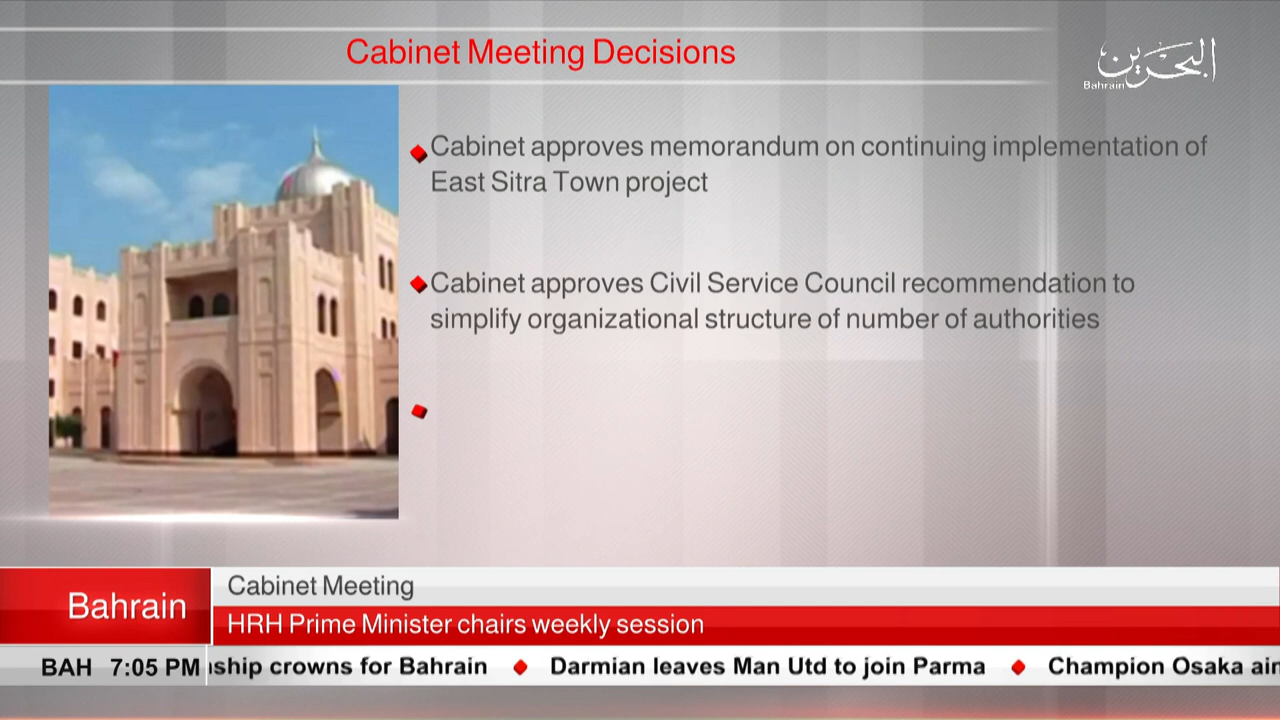 Cabinet Meeting Decisions
البحرين
Bahrain
Cabinet approves memorandum on continuing implementation of
East Sitra Town project
Cabinet approves Civil Service Council recommendation to
simplify organizational structure of number of authorities
Bahrain
Cabinet Meeting
HRH Prime Minister chairs weekly session
BAH 7:05 PM
ship crowns for Bahrain ◆ Darmian leaves Man Utd to join Parma ◆ Champion Osaka